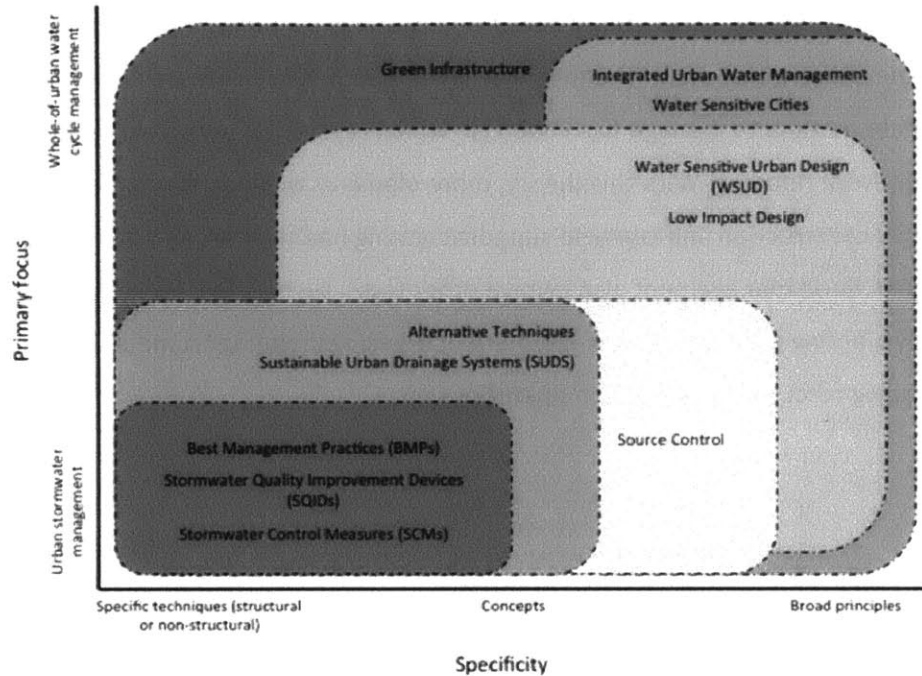 Whole-of-urban water
cycle management
Primary focus
Urban stormwater
management
Green Infrastructure
Integrated Urban Water Management
Water Sensitive Cities
Water Sensitive Urban Design
(WSUD)
Low Impact Design
Alternative Techniques
Sustainable Urban Drainage Systems (SUDS)
Source Control
Best Management Practices (BMPs)
Stormwater Quality Improvement Devices
(SQIDs)
Stormwater Control Measures (SCMs)
Specific techniques (structural
or non-structural)
Concepts
Broad principles
Specificity